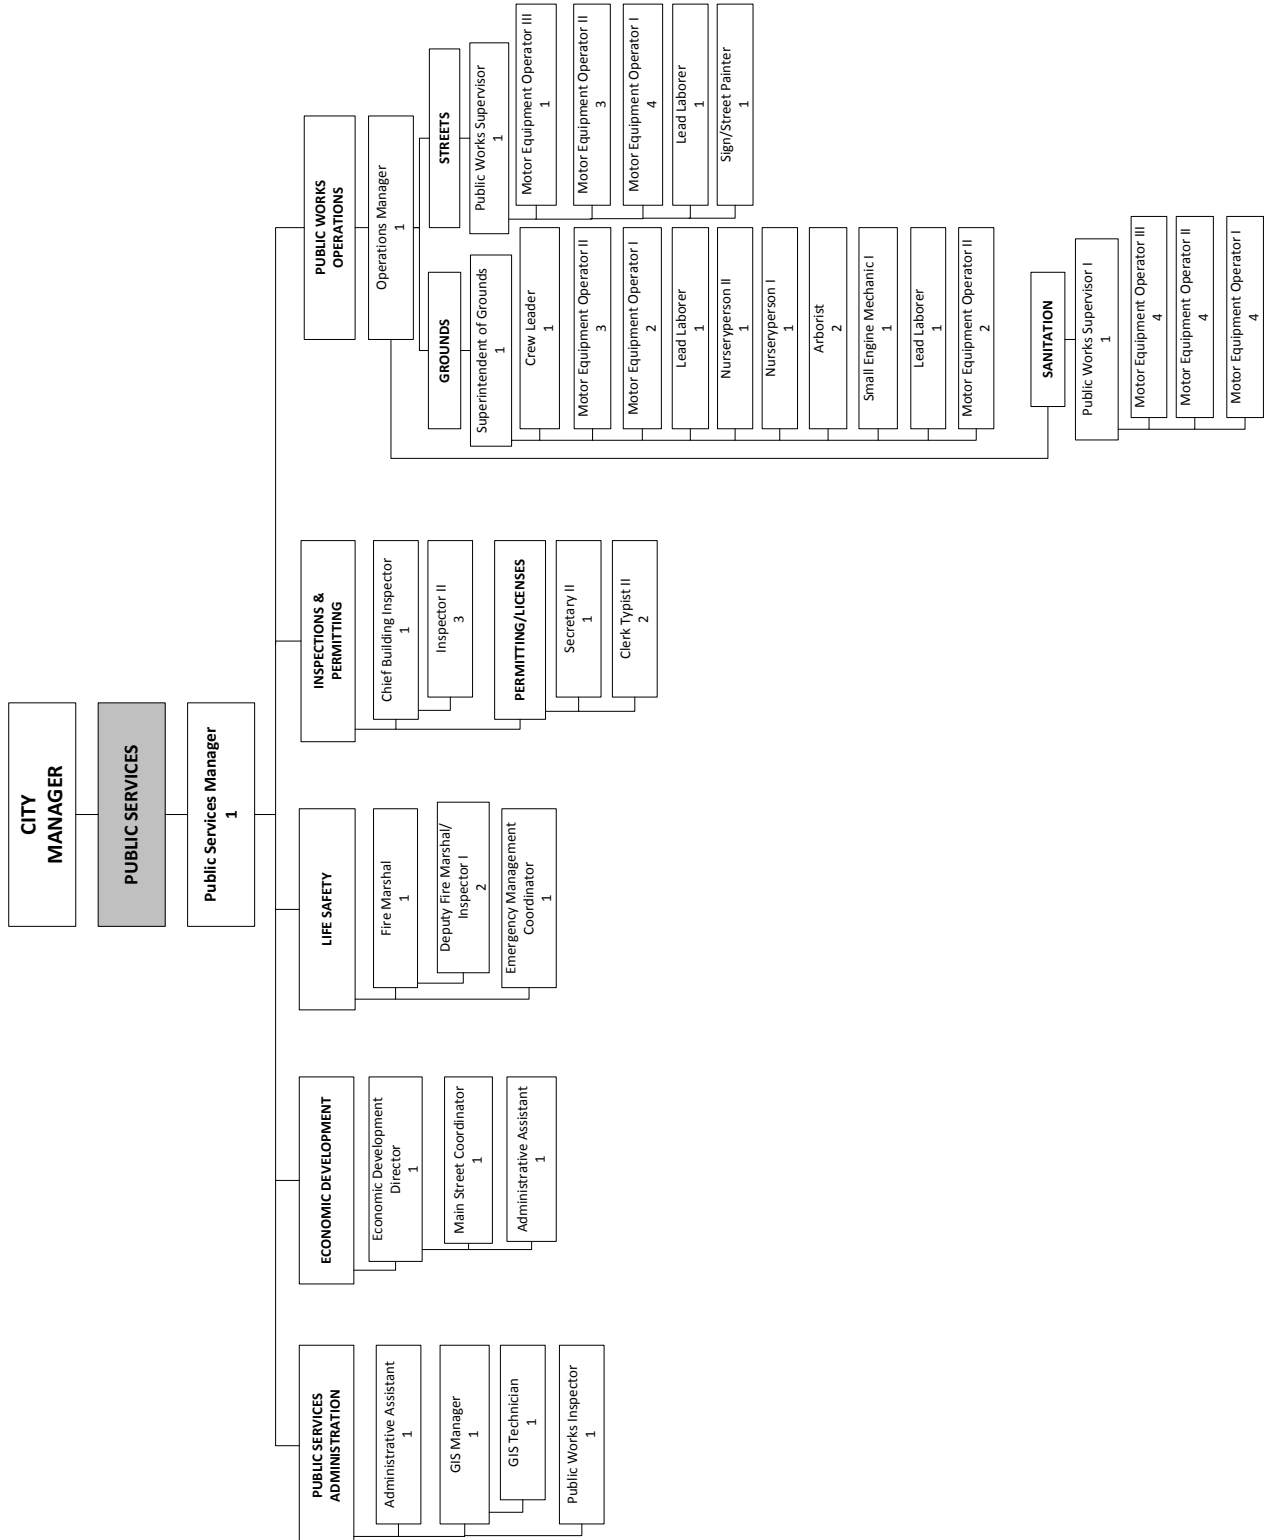 CITY
MANAGER
PUBLIC SERVICES
Public Services Manager
1
PUBLIC SERVICES
ADMINISTRATION
Administrative Assistant
1
GIS Manager
1
GIS Technician
1
Public Works Inspector
1
ECONOMIC DEVELOPMENT
Economic Development
Director
1
Main Street Coordinator
1
Administrative Assistant
1
LIFE SAFETY
Fire Marshal
1
Deputy Fire Marshal/
Inspector I
2
Emergency Management
Coordinator
1
INSPECTIONS &
PERMITTING
Chief Building Inspector
1
Inspector II
3
PERMITTING/LICENSES
Secretary II
1
Clerk Typist II
2
PUBLIC WORKS
OPERATIONS
Operations Manager
1
GROUNDS
Superintendent of Grounds
1
Crew Leader
1
Motor Equipment Operator II
3
Motor Equipment Operator I
2
Lead Laborer
1
Nurseryperson II
1
Nurseryperson I
1
Arborist
2
Small Engine Mechanic I
1
Lead Laborer
1
Motor Equipment Operator II
2
STREETS
Public Works Supervisor
1
Motor Equipment Operator III
1
Motor Equipment Operator II
3
Motor Equipment Operator I
4
Lead Laborer
1
Sign/Street Painter
1
SANITATION
Public Works Supervisor I
1
Motor Equipment Operator III
4
Motor Equipment Operator II
4
Motor Equipment Operator I
4